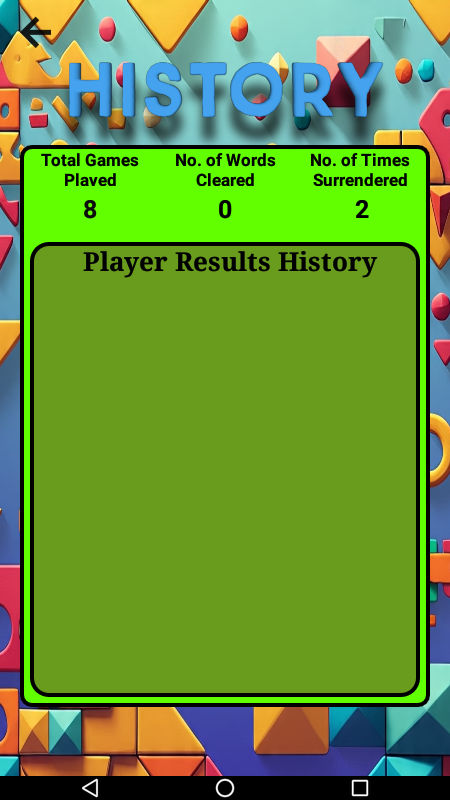 HISTORY
Total Games No. of Words No. of Times
Played Cleared Surrendered
8 0 2
Player Results History